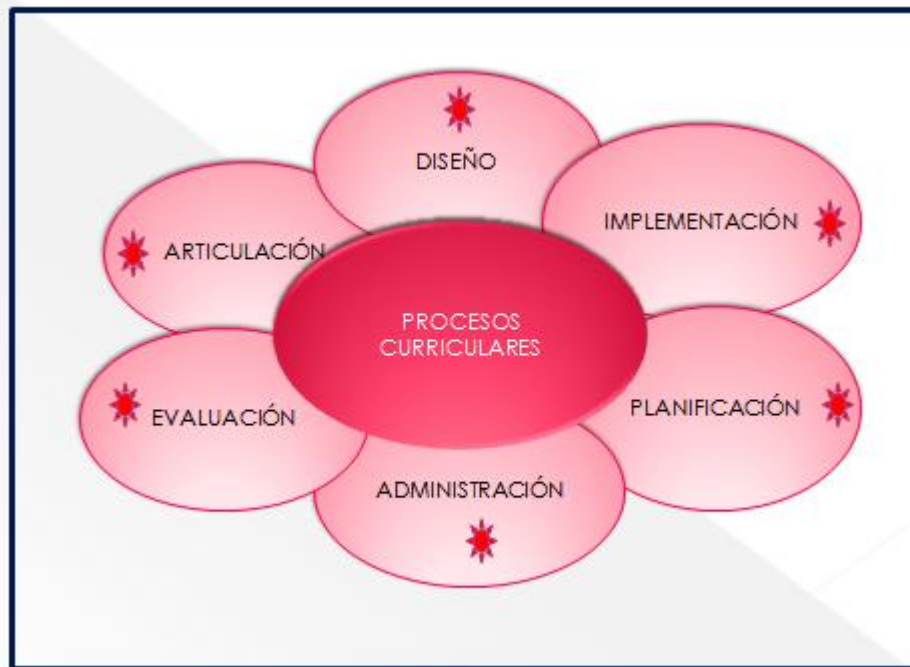 DISEÑO
IMPLEMENTACIÓN
ARTICULACIÓN
PROCESOS
CURRICULARES
PLANIFICACIÓN
EVALUACIÓN
ADMINISTRACIÓN